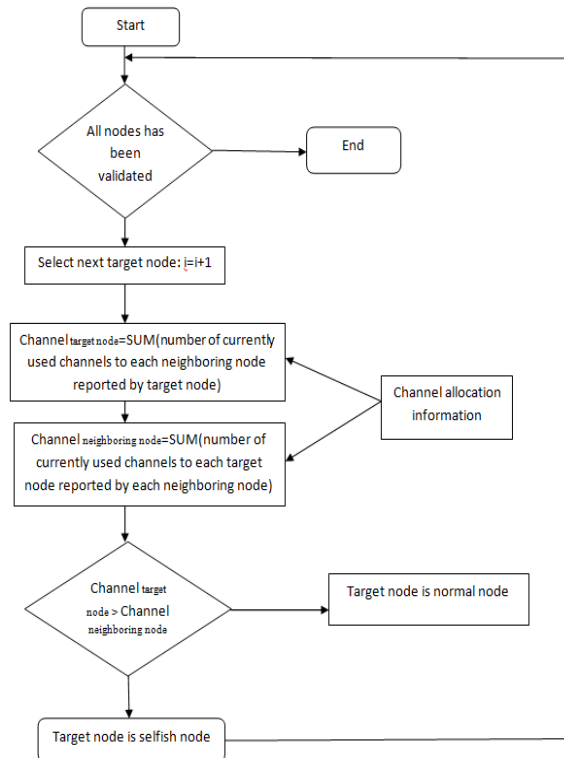 Start
All nodes has
been
validated
End
Select next target node: i=i+1
Channel target node=SUM(number of currently
used channels to each neighboring node
reported by target node)
Channel allocation
information
Channel neighboring node=SUM(number of
currently used channels to each target
node reported by each neighboring node)
Channel target
node > Channel
neighboring node
Target node is normal node
Target node is selfish node